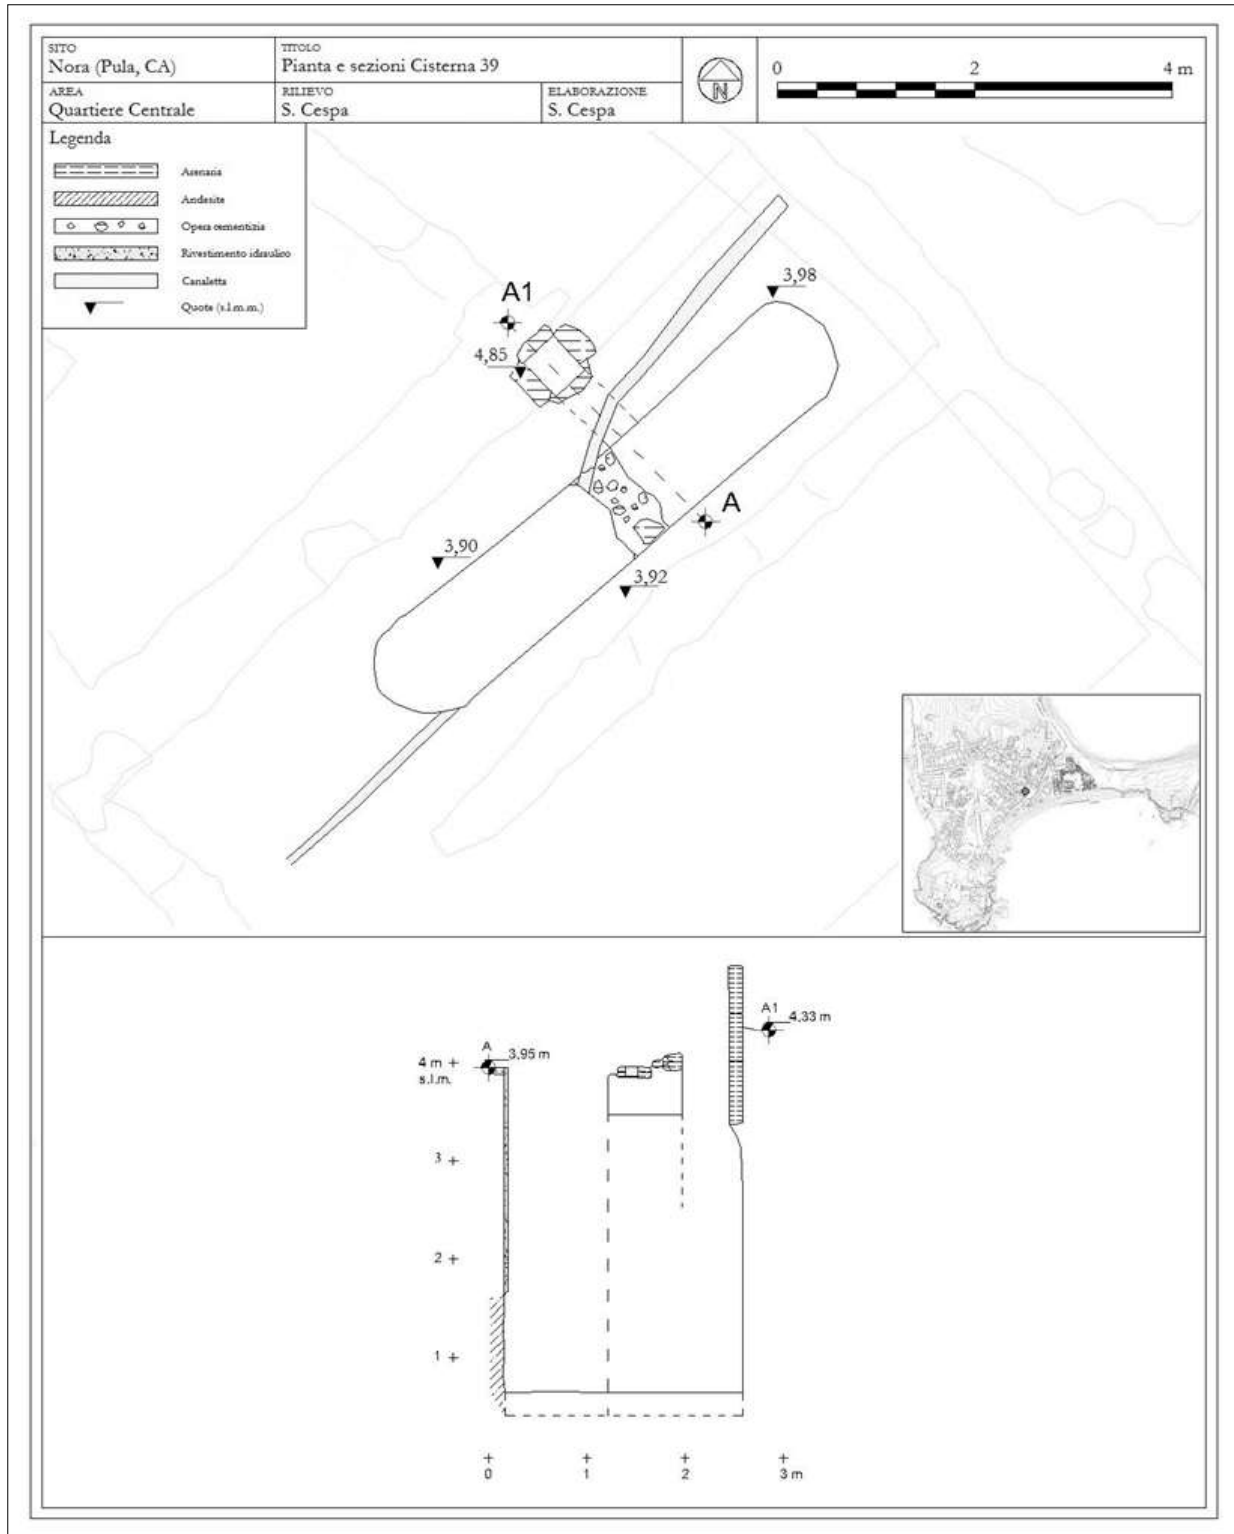 SITO
Nora (Pula, CA)
TITOLO
Pianta e sezioni Cisterna 39
AREA
Quartiere Centrale
RILIEVO
S. Cespa
ELABORAZIONE
S. Cespa
N
0 2 4 m
Legenda
Arenaria
Andesite
Opera cementizia
Rivestimento idraulico
Canaletta
Quote (s.l.m.m.)
A1
3,98
4,85
A
3,90
3,92
A1
4.33 m
A
3.95 m
4 m
s.l.m.
3
2
1
0 1 2 3 m